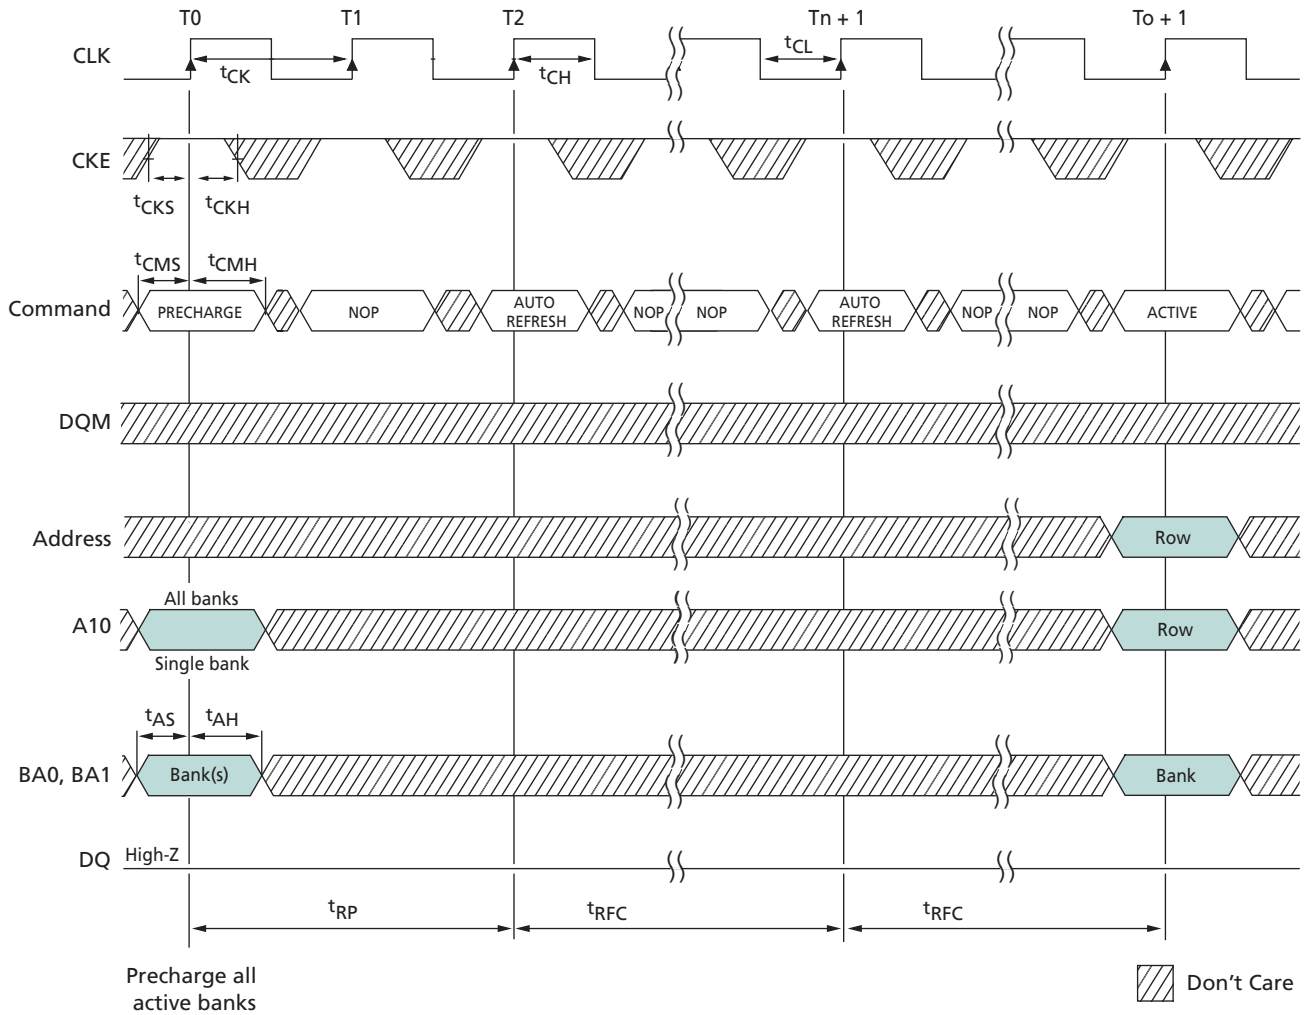 T0 T1 T2 Tn + 1 To + 1
CLK
tCK tCH tCL
CKE
tCKS tCKH
tCMS tCMH
Command PRECHARGE NOP AUTO REFRESH NOP NOP AUTO REFRESH NOP NOP ACTIVE
DQM
Address Row
All banks
A10 Row
Single bank
tAS tAH
BA0, BA1 Bank(s) Bank
DQ High-Z
tRP tRFC tRFC
Precharge all
active banks
Don't Care